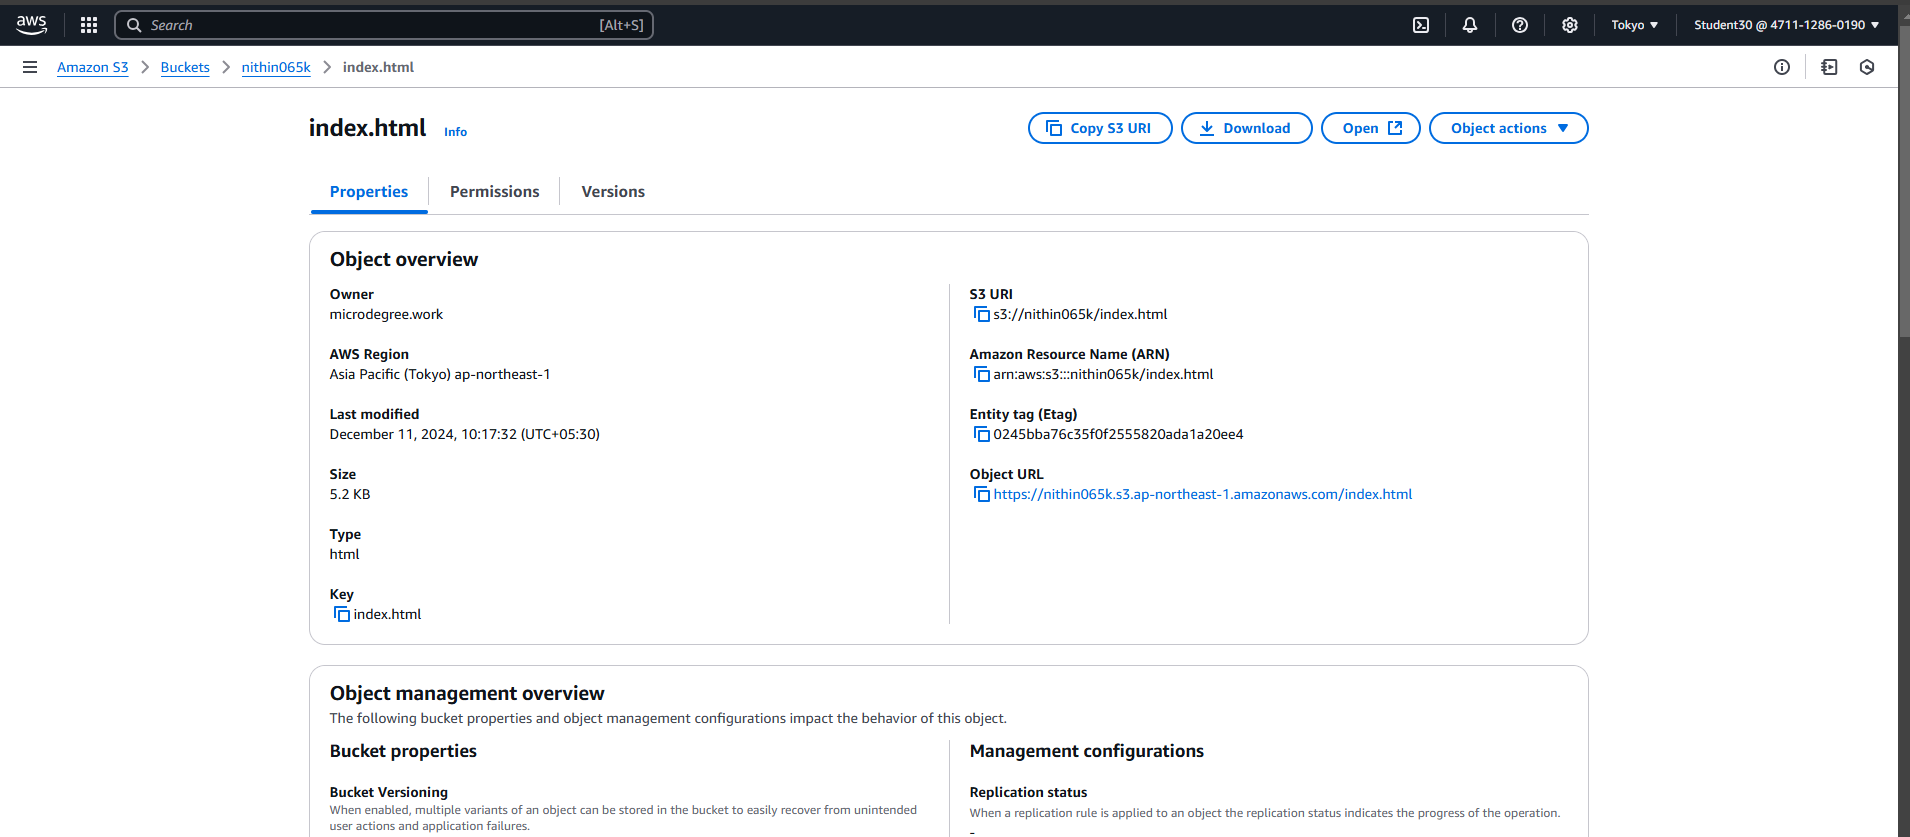 aws
Search [Alt+S]
Tokyo
Student30 @ 4711-1286-0190
Amazon S3
Buckets
nithin065k
index.html
index.html Info
Copy S3 URI
Download
Open
Object actions
Properties
Permissions
Versions
Object overview
Owner
microdegree.work
AWS Region
Asia Pacific (Tokyo) ap-northeast-1
Last modified
December 11, 2024, 10:17:32 (UTC+05:30)
Size
5.2 KB
Type
html
Key
index.html
S3 URI
s3://nithin065k/index.html
Amazon Resource Name (ARN)
arn:aws:s3:::nithin065k/index.html
Entity tag (Etag)
0245bba76c35f0f2555820ada1a20ee4
Object URL
https://nithin065k.s3.ap-northeast-1.amazonaws.com/index.html
Object management overview
The following bucket properties and object management configurations impact the behavior of this object.
Bucket properties
Bucket Versioning
When enabled, multiple variants of an object can be stored in the bucket to easily recover from unintended
user actions and application failures.
Management configurations
Replication status
When a replication rule is applied to an object the replication status indicates the progress of the operation.
-